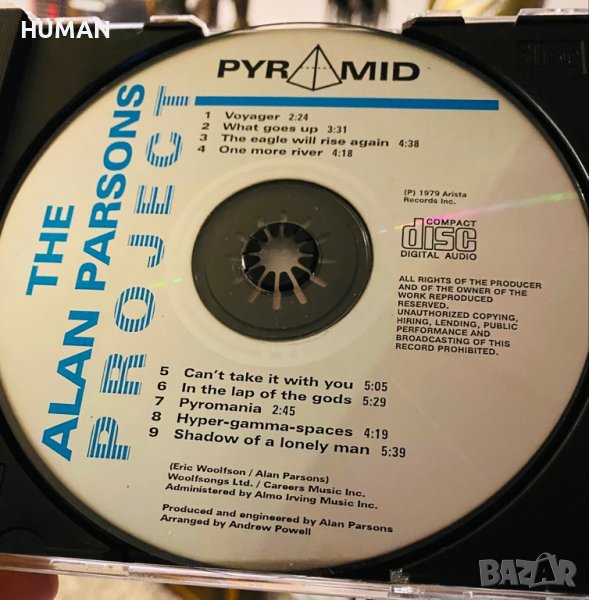 HUMAN
PYRAMID
THE
ALAN PARSONS
PROJECT
1 Voyager 2:24
2 What goes up 3:31
3 The eagle will rise again 4:38
4 One more river 4:18
(P) 1979 Arista
Records Inc.
COMPACT
disc
DIGITAL AUDIO
ALL RIGHTS OF THE PRODUCER
AND OF THE OWNER OF THE
WORK REPRODUCED
RESERVED.
UNAUTHORIZED COPYING,
HIRING, LENDING, PUBLIC
PERFORMANCE AND
BROADCASTING OF THIS
RECORD PROHIBITED.
5 Can't take it with you 5:05
6 In the lap of the gods 5:29
7 Pyromania 2:45
8 Hyper-gamma-spaces 4:19
9 Shadow of a lonely man 5:39
(Eric Woolfson / Alan Parsons)
Woolfsongs Ltd. / Careers Music Inc.
Administered by Almo Irving Music Inc.
Produced and engineered by Alan Parsons
Arranged by Andrew Powell
BAZAR